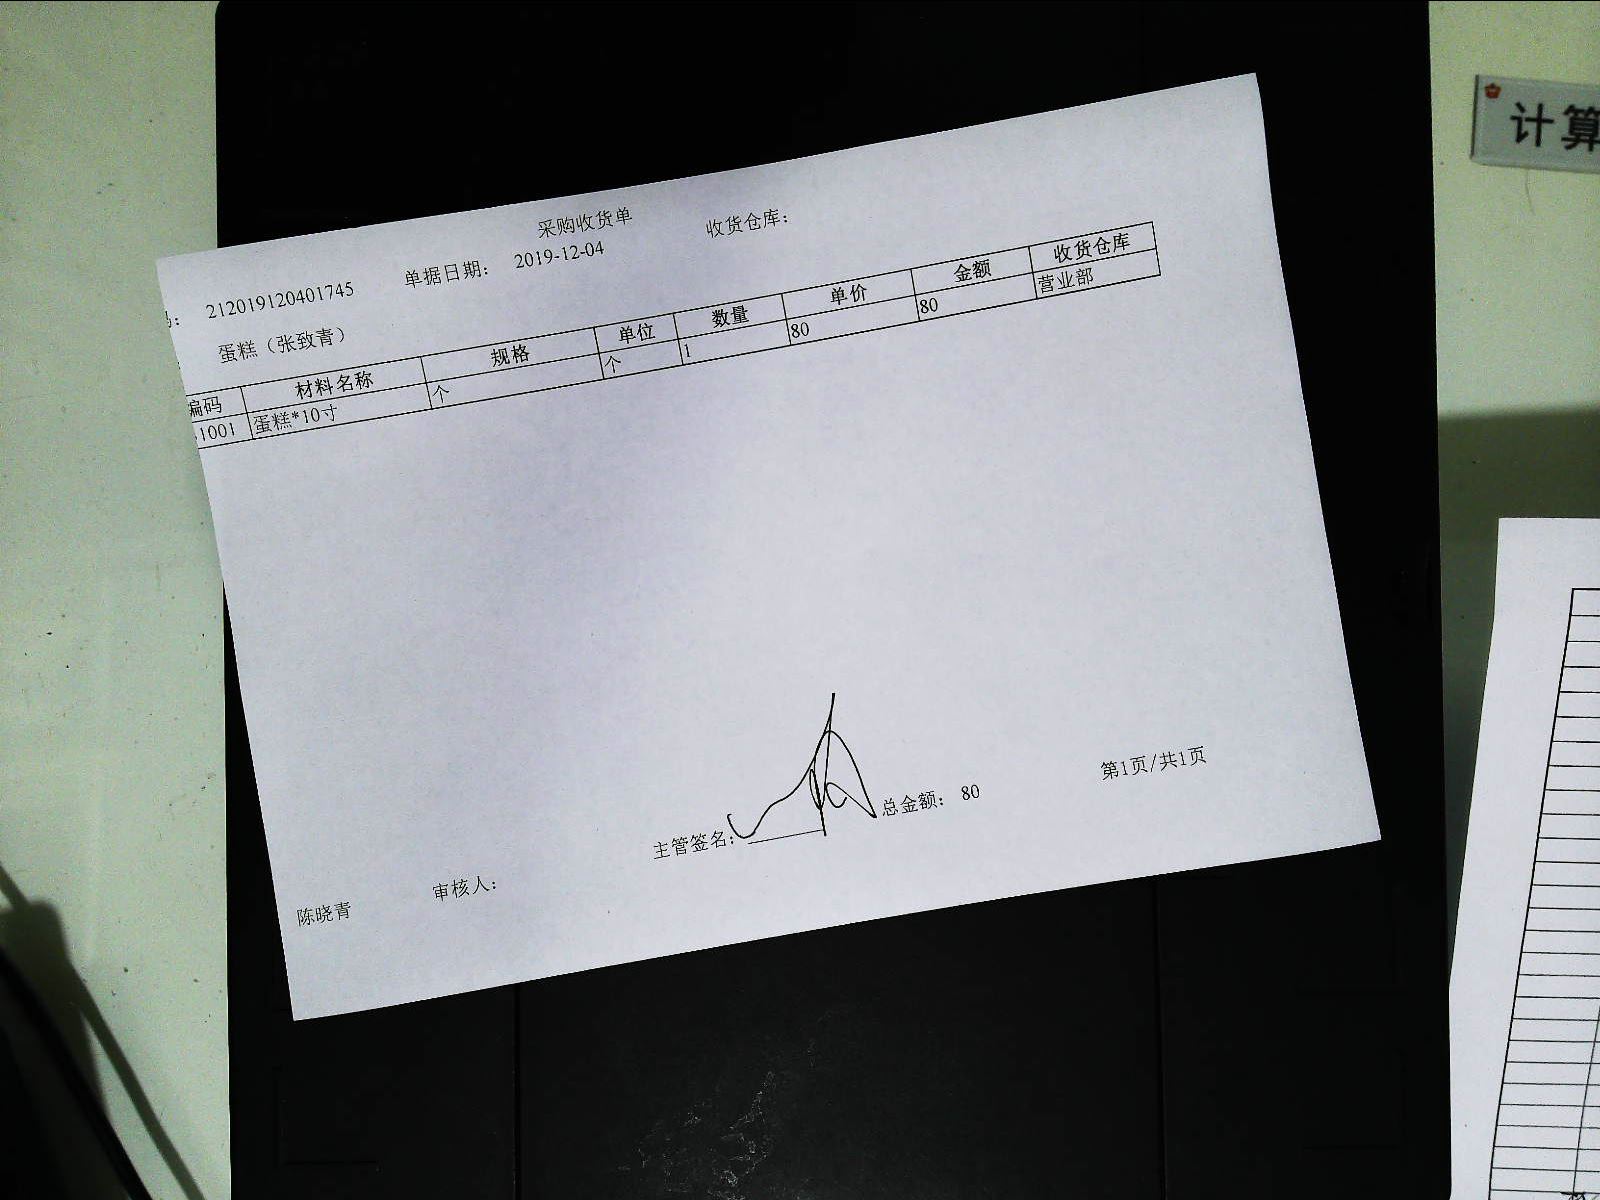 采购收货单
212019120401745 单据日期： 2019-12-04 收货仓库：
蛋糕（张致青）
编码 材料名称 规格 单位 数量 单价 金额 收货仓库
1001 蛋糕*10寸 个 个 1 80 80 营业部
主管签名： 总金额： 80 第1页/共1页
陈晓青 审核人：
计算